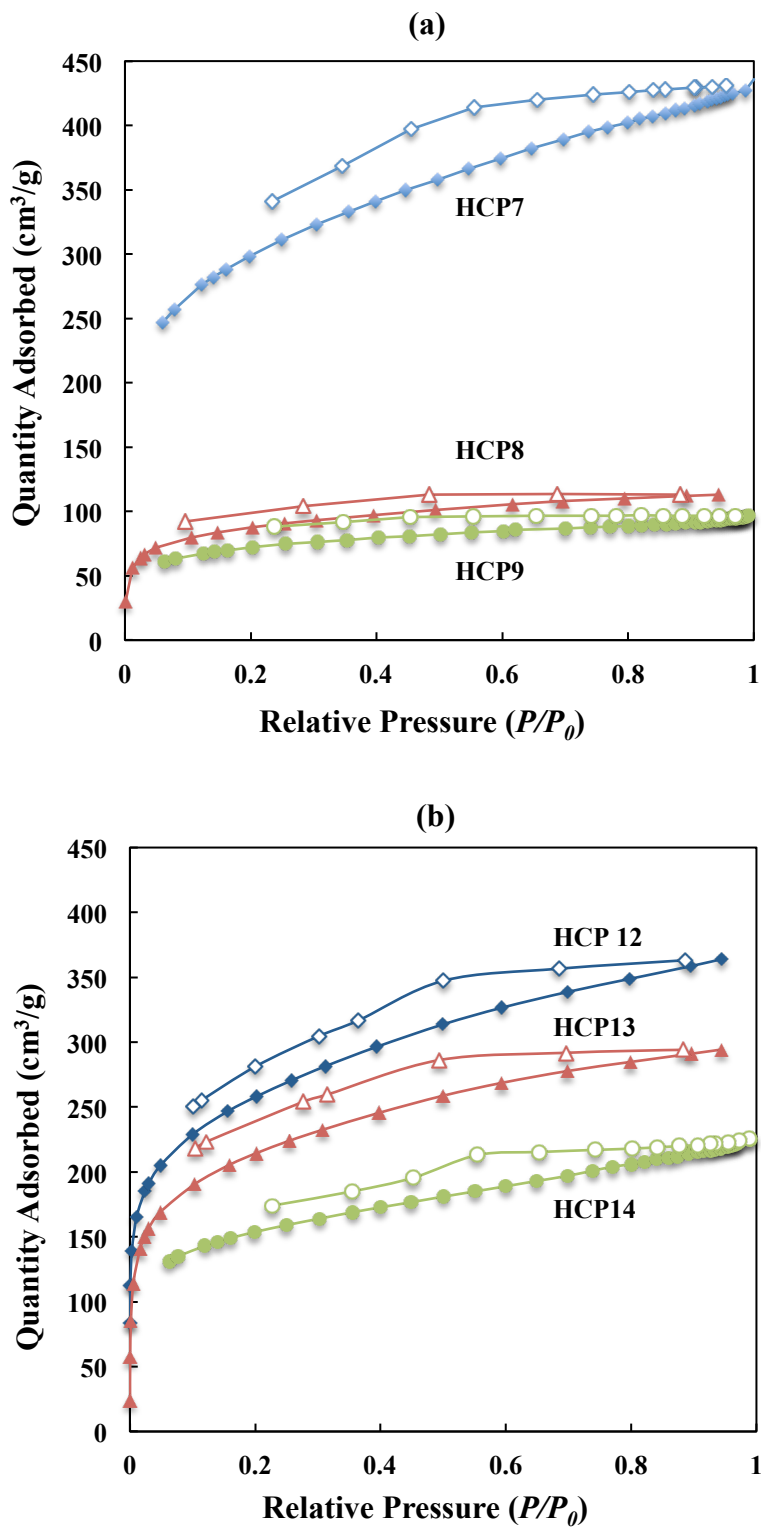 (a)
Quantity Adsorbed (cm³/g)
450
400
350
300
250
200
150
100
50
0
HCP7
HCP8
HCP9
0 0.2 0.4 0.6 0.8 1
Relative Pressure (P/P₀)
(b)
Quantity Adsorbed (cm³/g)
450
400
350
300
250
200
150
100
50
0
HCP 12
HCP13
HCP14
0 0.2 0.4 0.6 0.8 1
Relative Pressure (P/P₀)